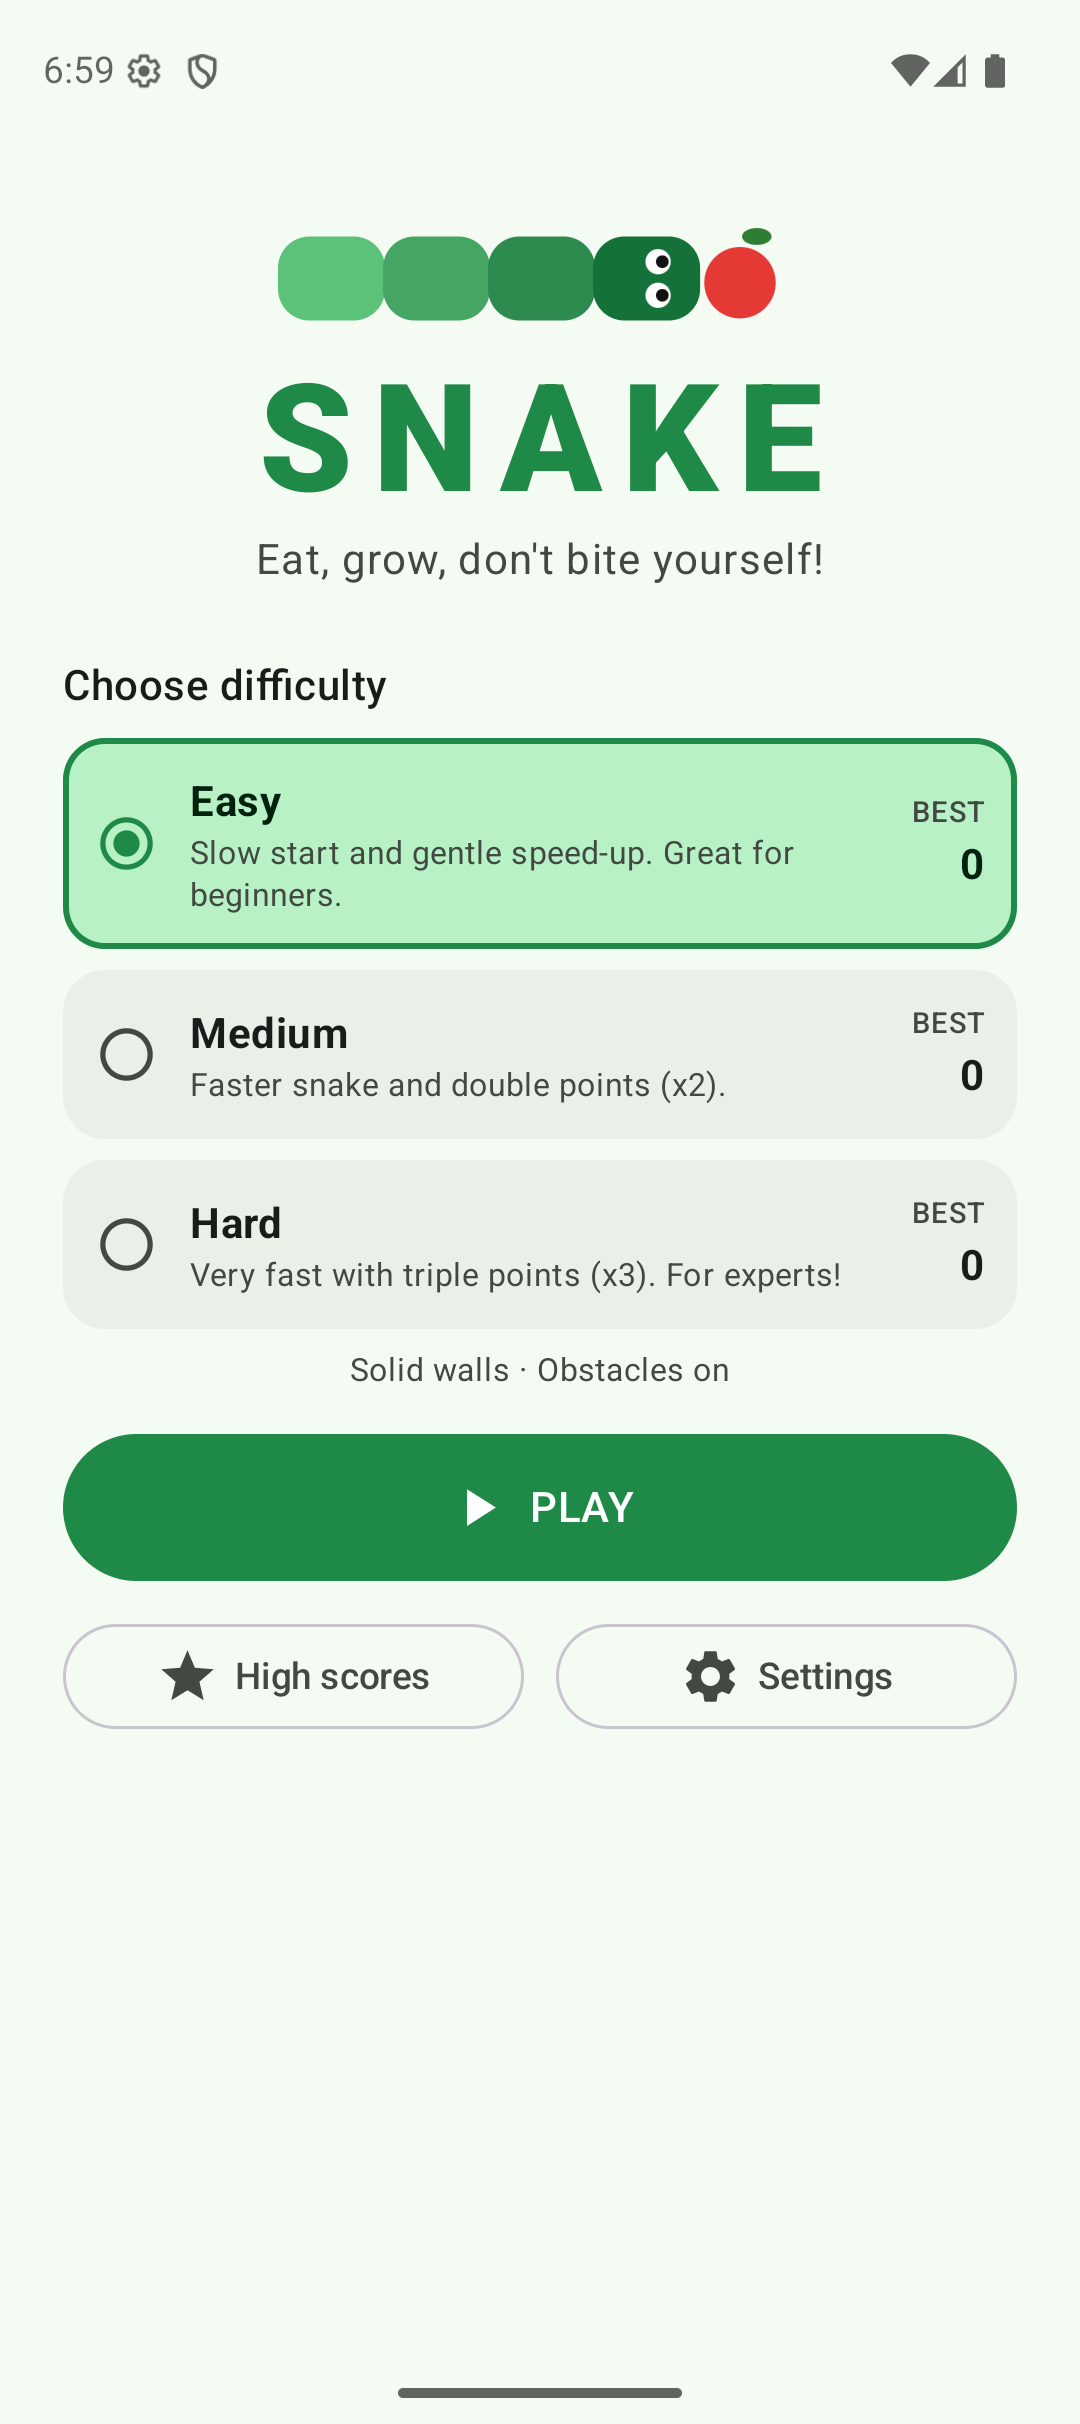 6:59
SNAKE
Eat, grow, don't bite yourself!
Choose difficulty
Easy
Slow start and gentle speed-up. Great for
beginners.
BEST
0
Medium
Faster snake and double points (x2).
BEST
0
Hard
Very fast with triple points (x3). For experts!
BEST
0
Solid walls · Obstacles on
PLAY
High scores
Settings